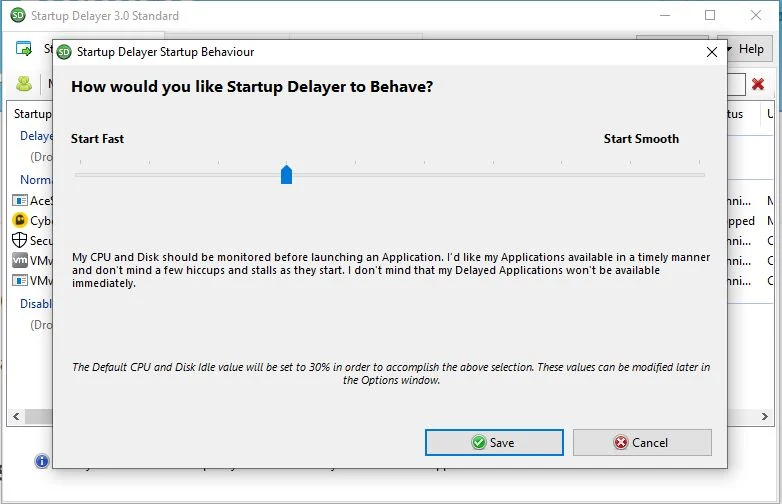 SD Startup Delayer 3.0 Standard
Help
SD Startup Delayer Startup Behaviour
How would you like Startup Delayer to Behave?
Start Fast
Start Smooth
My CPU and Disk should be monitored before launching an Application. I'd like my Applications available in a timely manner
and don't mind a few hiccups and stalls as they start. I don't mind that my Delayed Applications won't be available
immediately.
The Default CPU and Disk Idle value will be set to 30% in order to accomplish the above selection. These values can be modified later in
the Options window.
Save
Cancel
Startup
Delaye
(Dro
Norma
AceS
Cybe
Secu
vm VMv
VMv
Disabl
(Dro
tus
nni...
pped
nni...
nni...
nni...